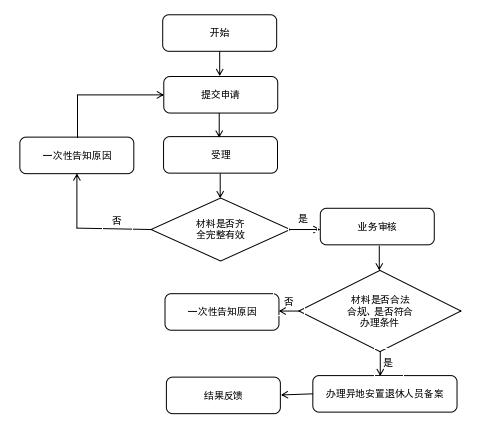 开始
提交申请
一次性告知原因
受理
否
材料是否齐
全完整有效
是
业务审核
一次性告知原因
否
材料是否合法
合规、是否符合
办理条件
是
结果反馈
办理异地安置退休人员备案